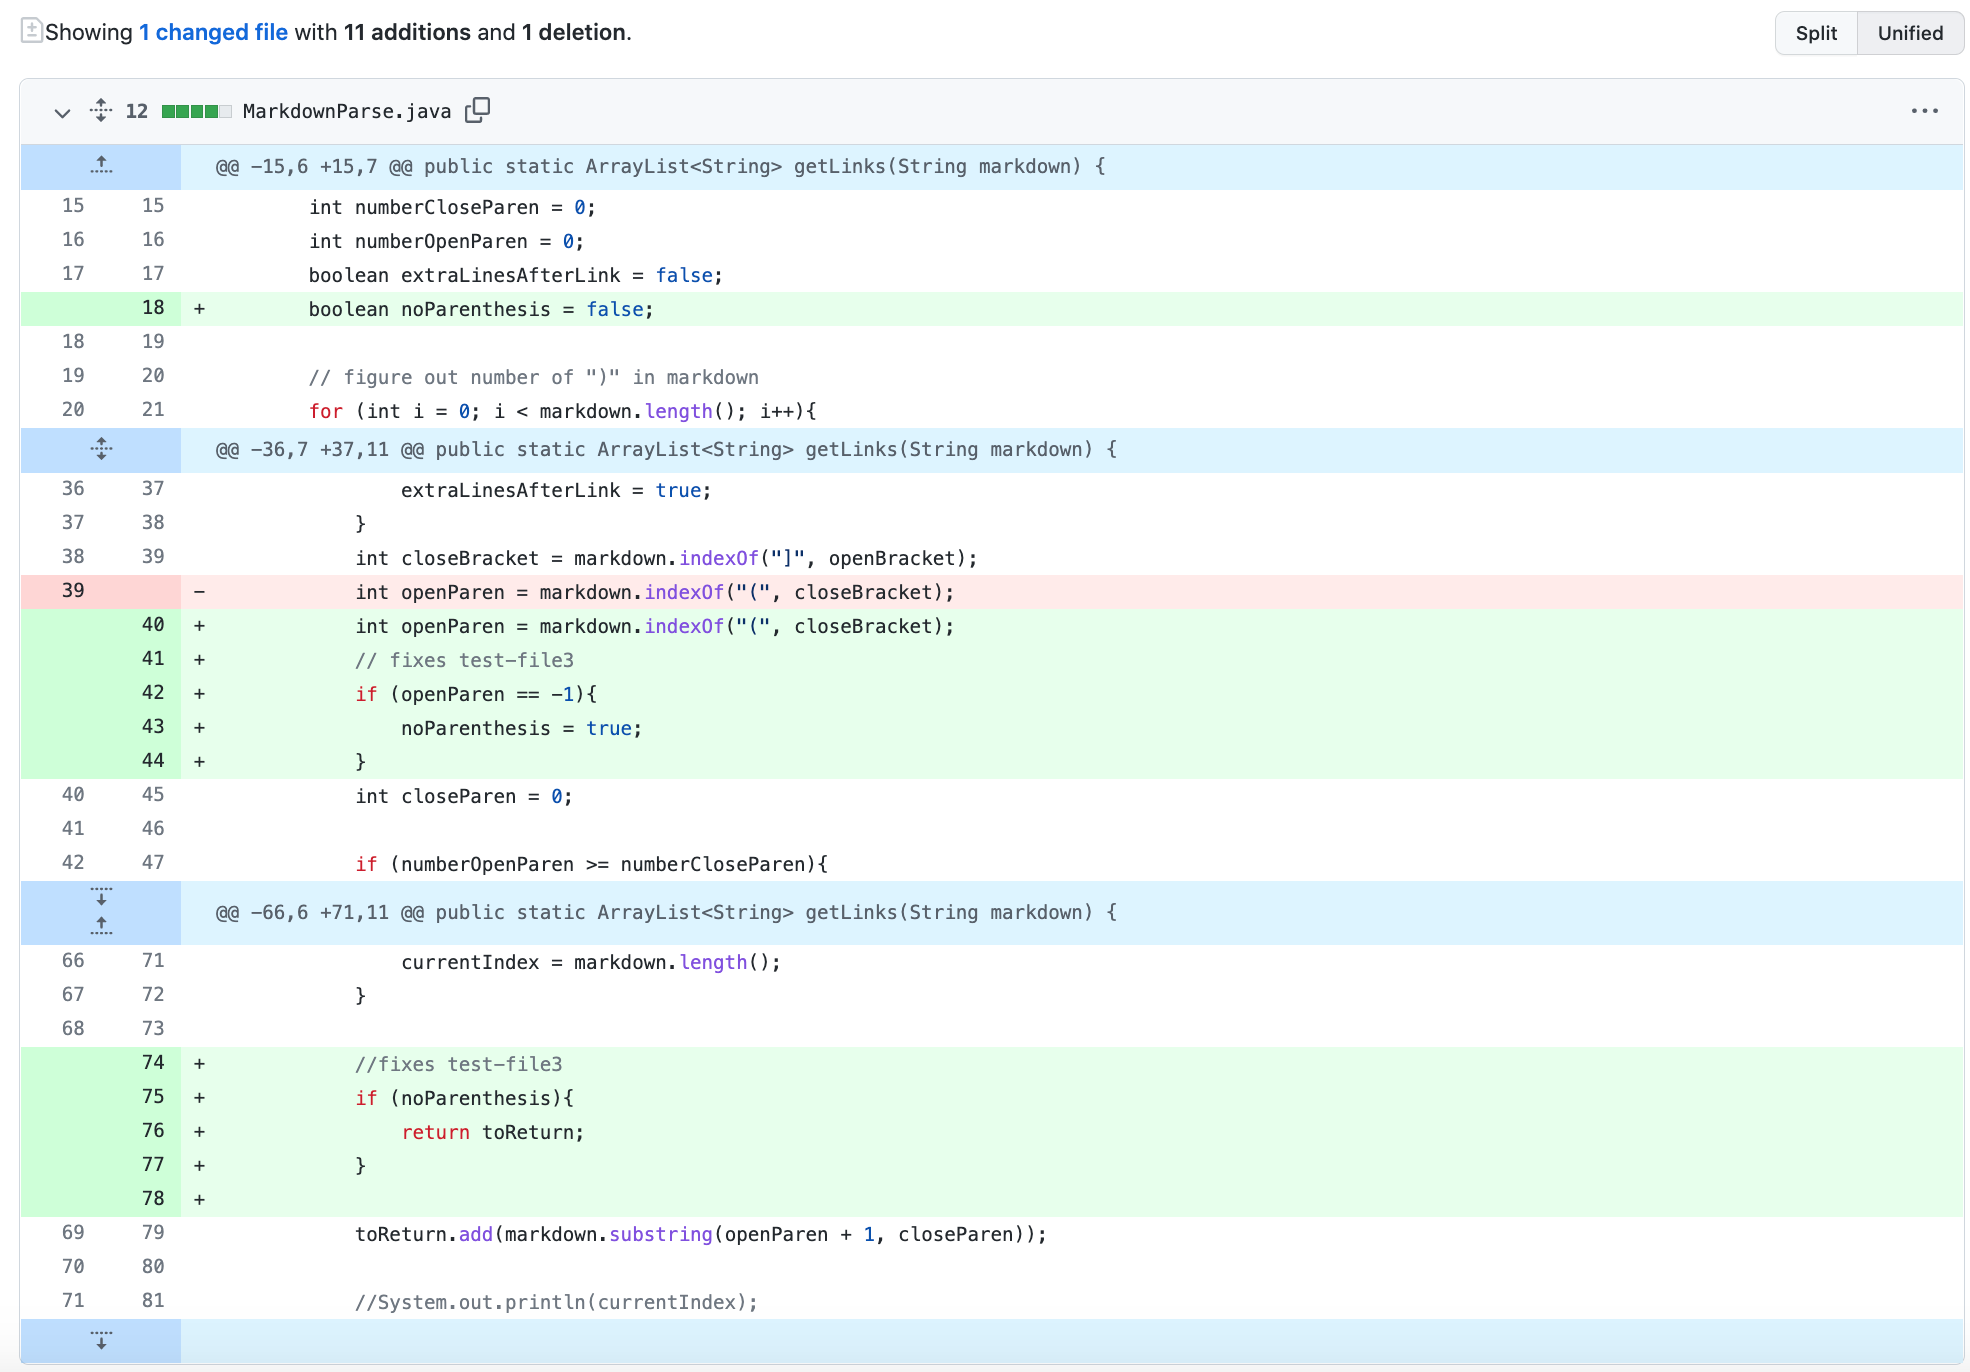 Showing 1 changed file with 11 additions and 1 deletion.
Split Unified
12 MarkdownParse.java
@@ -15,6 +15,7 @@ public static ArrayList<String> getLinks(String markdown) {
15 15 int numberCloseParen = 0;
16 16 int numberOpenParen = 0;
17 17 boolean extraLinesAfterLink = false;
18 + boolean noParenthesis = false;
18 19
19 20 // figure out number of ")" in markdown
20 21 for (int i = 0; i < markdown.length(); i++){
@@ -36,7 +37,11 @@ public static ArrayList<String> getLinks(String markdown) {
36 37 extraLinesAfterLink = true;
37 38 }
38 39 int closeBracket = markdown.indexOf("]", openBracket);
39 - int openParen = markdown.indexOf("(", closeBracket);
40 + int openParen = markdown.indexOf("(", closeBracket);
41 + // fixes test-file3
42 + if (openParen == -1){
43 + noParenthesis = true;
44 + }
40 45 int closeParen = 0;
41 46
42 47 if (numberOpenParen >= numberCloseParen){
@@ -66,6 +71,11 @@ public static ArrayList<String> getLinks(String markdown) {
66 71 currentIndex = markdown.length();
67 72 }
68 73
74 + //fixes test-file3
75 + if (noParenthesis){
76 + return toReturn;
77 + }
78 +
69 79 toReturn.add(markdown.substring(openParen + 1, closeParen));
70 80
71 81 //System.out.println(currentIndex);